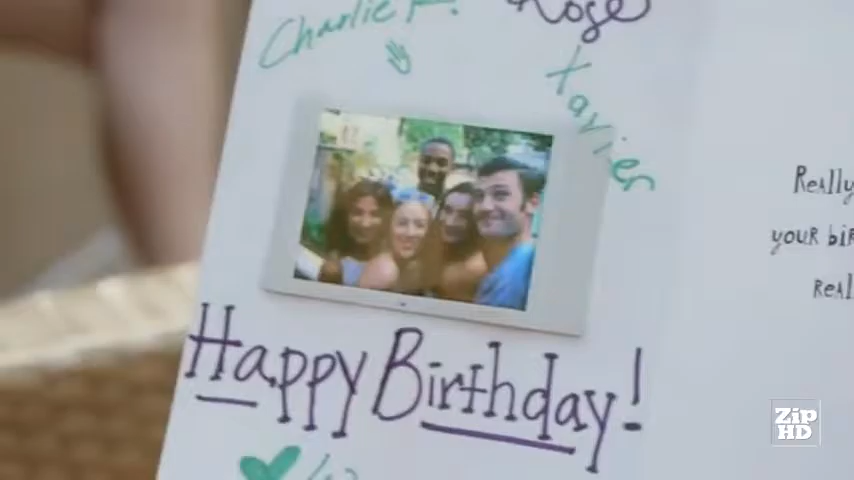 Charlie
Rose
Xavier
Really
your bir
Real
Happy Birthday!
Zip
HD